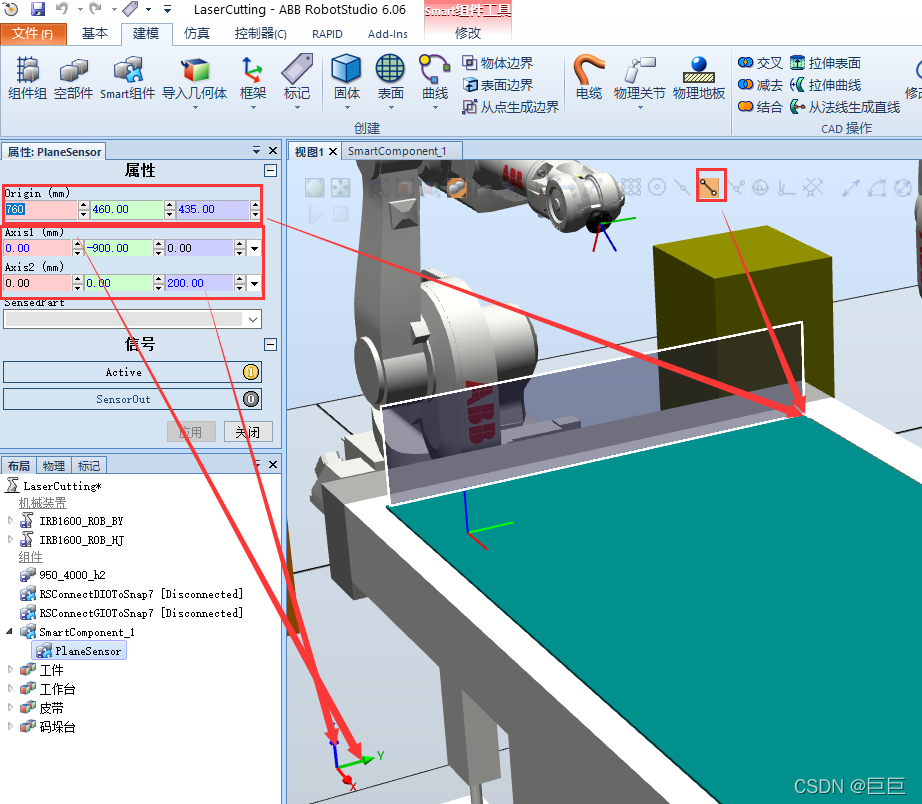 LaserCutting - ABB RobotStudio 6.06
Smart组件工具
文件(F) 基本 建模 仿真 控制器(C) RAPID Add-Ins 修改
组件组 空部件 Smart组件 导入几何体 框架 标记 固体 表面 曲线
物体边界
表面边界
从点生成边界
电缆 物理关节 物理地板
交叉 拉伸表面
减去 拉伸曲线
结合 从法线生成直线
创建
CAD 操作
属性: PlaneSensor
视图1
SmartComponent_1
属性
Origin (mm)
760 460.00 435.00
Axis1 (mm)
0.00 -900.00 0.00
Axis2 (mm)
0.00 0.00 200.00
SensedPart
信号
Active 1
SensorOut 0
应用 关闭
布局 物理 标记
LaserCutting*
机械装置
IRB1600_ROB_BY
IRB1600_ROB_HJ
组件
950_4000_h2
RSConnectDIOToSnap7 [Disconnected]
RSConnectGIOToSnap7 [Disconnected]
SmartComponent_1
PlaneSensor
工件
工作台
皮带
码垛台
ABB
ABB
Y
X
CSDN @巨巨